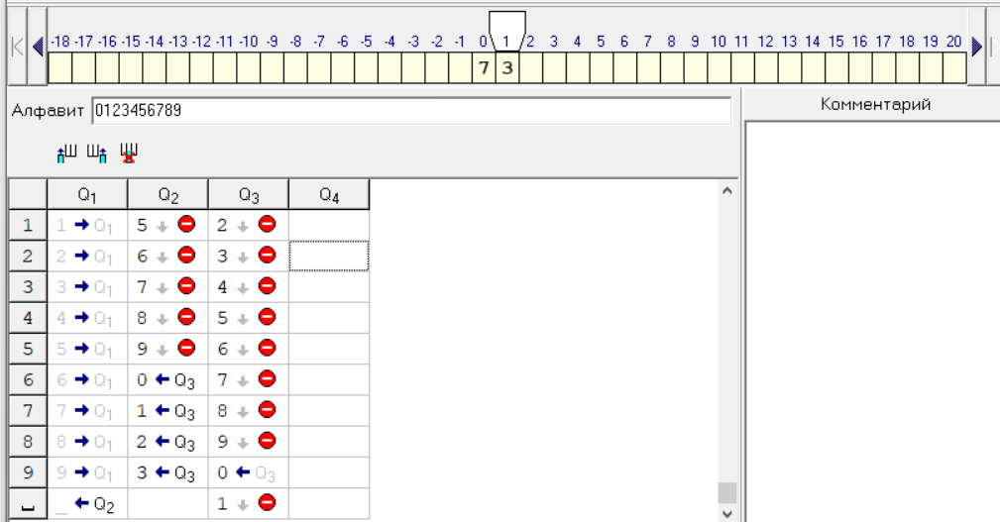 -18 -17 -16 -15 -14 -13 -12 -11 -10 -9 -8 -7 -6 -5 -4 -3 -2 -1 0 1 2 3 4 5 6 7 8 9 10 11 12 13 14 15 16 17 18 19 20
7 3
Алфавит 0123456789
Комментарий
Q1 Q2 Q3 Q4
1 1 → Q1 5 ↓ 2 ↓
2 2 → Q1 6 ↓ 3 ↓
3 3 → Q1 7 ↓ 4 ↓
4 4 → Q1 8 ↓ 5 ↓
5 5 → Q1 9 ↓ 6 ↓
6 6 → Q1 0 ← Q3 7 ↓
7 7 → Q1 1 ← Q3 8 ↓
8 8 → Q1 2 ← Q3 9 ↓
9 9 → Q1 3 ← Q3 0 ← Q3
␣ _ ← Q2 1 ↓